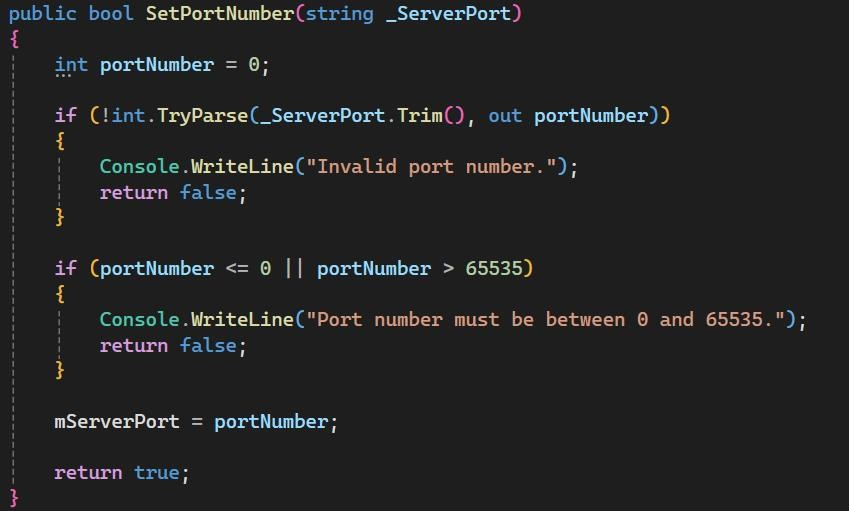 public bool SetPortNumber(string _ServerPort)
{
int portNumber = 0;
if (!int.TryParse(_ServerPort.Trim(), out portNumber))
{
Console.WriteLine("Invalid port number.");
return false;
}
if (portNumber <= 0 || portNumber > 65535)
{
Console.WriteLine("Port number must be between 0 and 65535.");
return false;
}
mServerPort = portNumber;
return true;
}